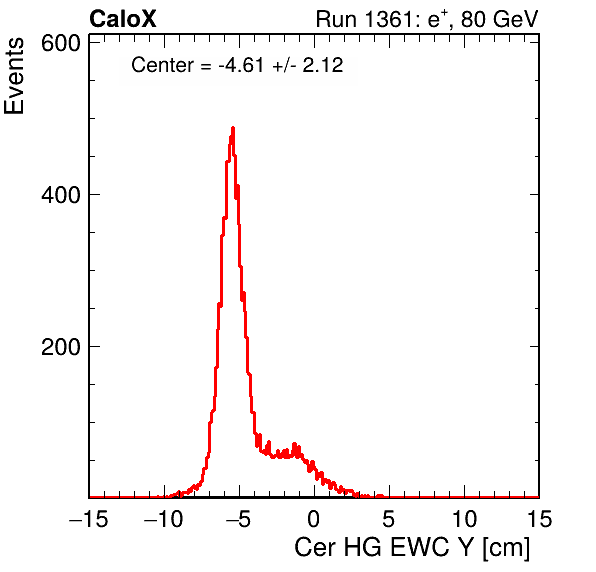 CaloX Run 1361: e+, 80 GeV
Center = -4.61 +/- 2.12
Events
600
400
200
−15 −10 −5 0 5 10 15
Cer HG EWC Y [cm]